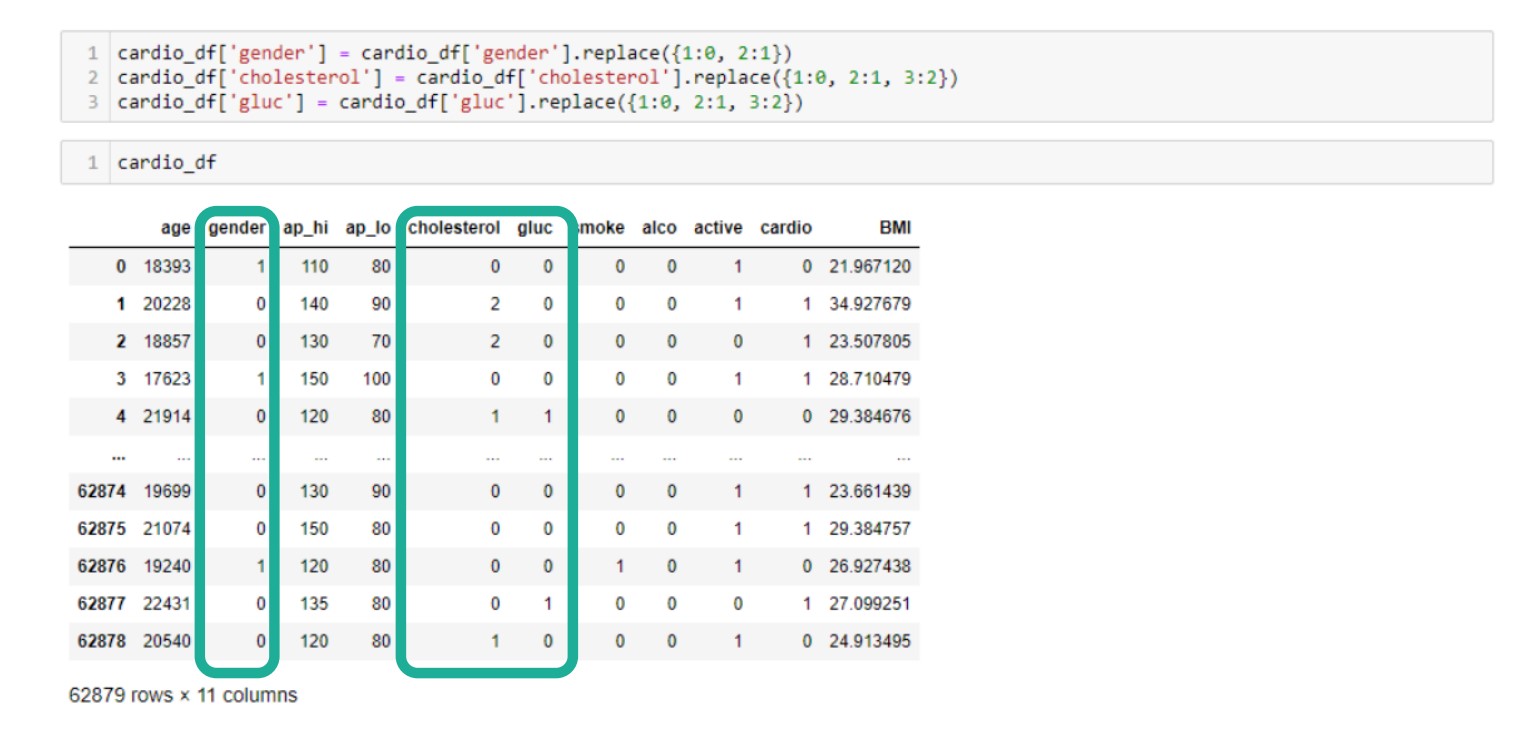 1 cardio_df['gender'] = cardio_df['gender'].replace({1:0, 2:1})
2 cardio_df['cholesterol'] = cardio_df['cholesterol'].replace({1:0, 2:1, 3:2})
3 cardio_df['gluc'] = cardio_df['gluc'].replace({1:0, 2:1, 3:2})
1 cardio_df
age gender ap_hi ap_lo cholesterol gluc smoke alco active cardio BMI
0 18393 1 110 80 0 0 0 0 1 0 21.967120
1 20228 0 140 90 2 0 0 0 1 1 34.927679
2 18857 0 130 70 2 0 0 0 0 1 23.507805
3 17623 1 150 100 0 0 0 0 1 1 28.710479
4 21914 0 120 80 1 1 0 0 0 0 29.384676
... ... ... ... ... ... ... ... ... ... ... ...
62874 19699 0 130 90 0 0 0 0 1 1 23.661439
62875 21074 0 150 80 0 0 0 0 1 1 29.384757
62876 19240 1 120 80 0 0 1 0 1 0 26.927438
62877 22431 0 135 80 0 1 0 0 0 1 27.099251
62878 20540 0 120 80 1 0 0 0 1 0 24.913495
62879 rows × 11 columns